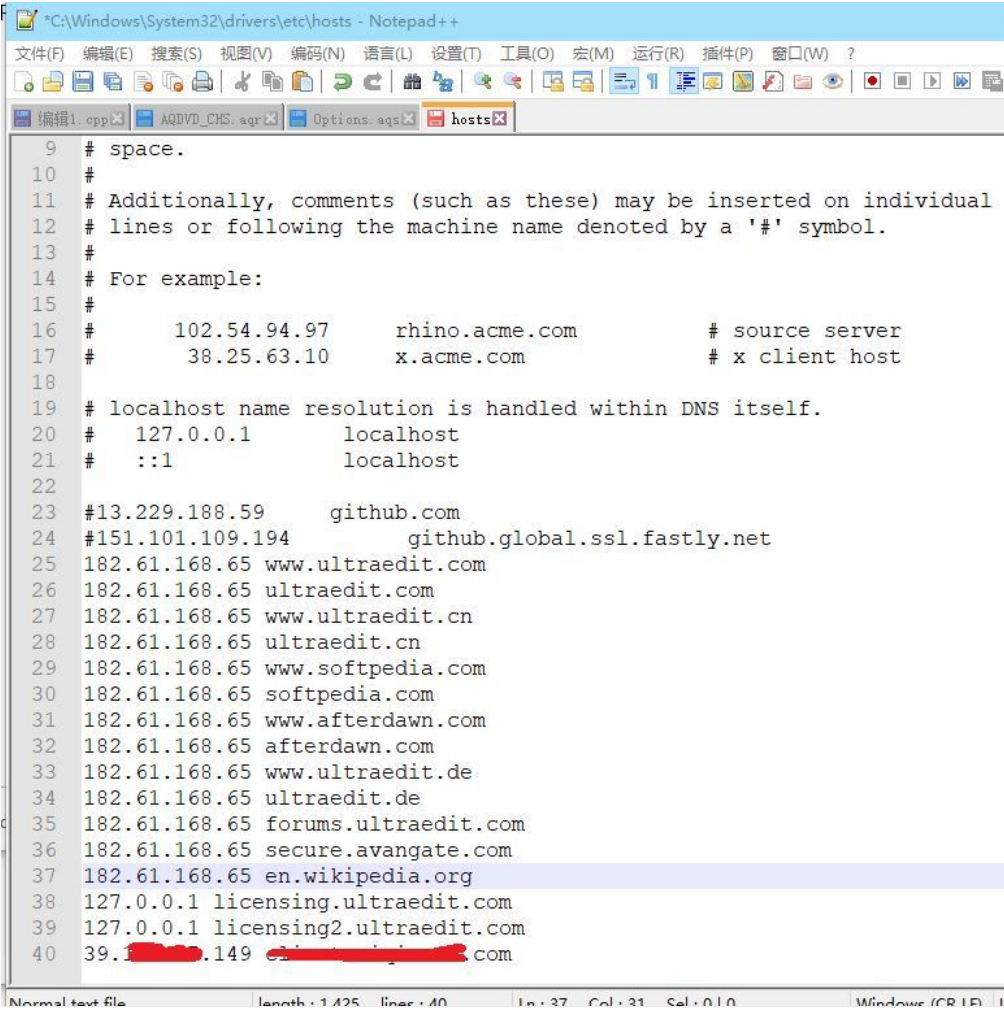 *C:\Windows\System32\drivers\etc\hosts - Notepad++
文件(F) 编辑(E) 搜索(S) 视图(V) 编码(N) 语言(L) 设置(T) 工具(O) 宏(M) 运行(R) 插件(P) 窗口(W) ?
编辑1.cpp AQDVD_CHS.aqr Options.aqs hosts
9 # space.
10 #
11 # Additionally, comments (such as these) may be inserted on individual
12 # lines or following the machine name denoted by a '#' symbol.
13 #
14 # For example:
15 #
16 # 102.54.94.97 rhino.acme.com # source server
17 # 38.25.63.10 x.acme.com # x client host
18
19 # localhost name resolution is handled within DNS itself.
20 # 127.0.0.1 localhost
21 # ::1 localhost
22
23 #13.229.188.59 github.com
24 #151.101.109.194 github.global.ssl.fastly.net
25 182.61.168.65 www.ultraedit.com
26 182.61.168.65 ultraedit.com
27 182.61.168.65 www.ultraedit.cn
28 182.61.168.65 ultraedit.cn
29 182.61.168.65 www.softpedia.com
30 182.61.168.65 softpedia.com
31 182.61.168.65 www.afterdawn.com
32 182.61.168.65 afterdawn.com
33 182.61.168.65 www.ultraedit.de
34 182.61.168.65 ultraedit.de
35 182.61.168.65 forums.ultraedit.com
36 182.61.168.65 secure.avangate.com
37 182.61.168.65 en.wikipedia.org
38 127.0.0.1 licensing.ultraedit.com
39 127.0.0.1 licensing2.ultraedit.com
40 39. .149 .com
Normal text file length : 1,425 lines : 40 Ln : 37 Col : 31 Sel : 0 | 0 Windows (CR LF)